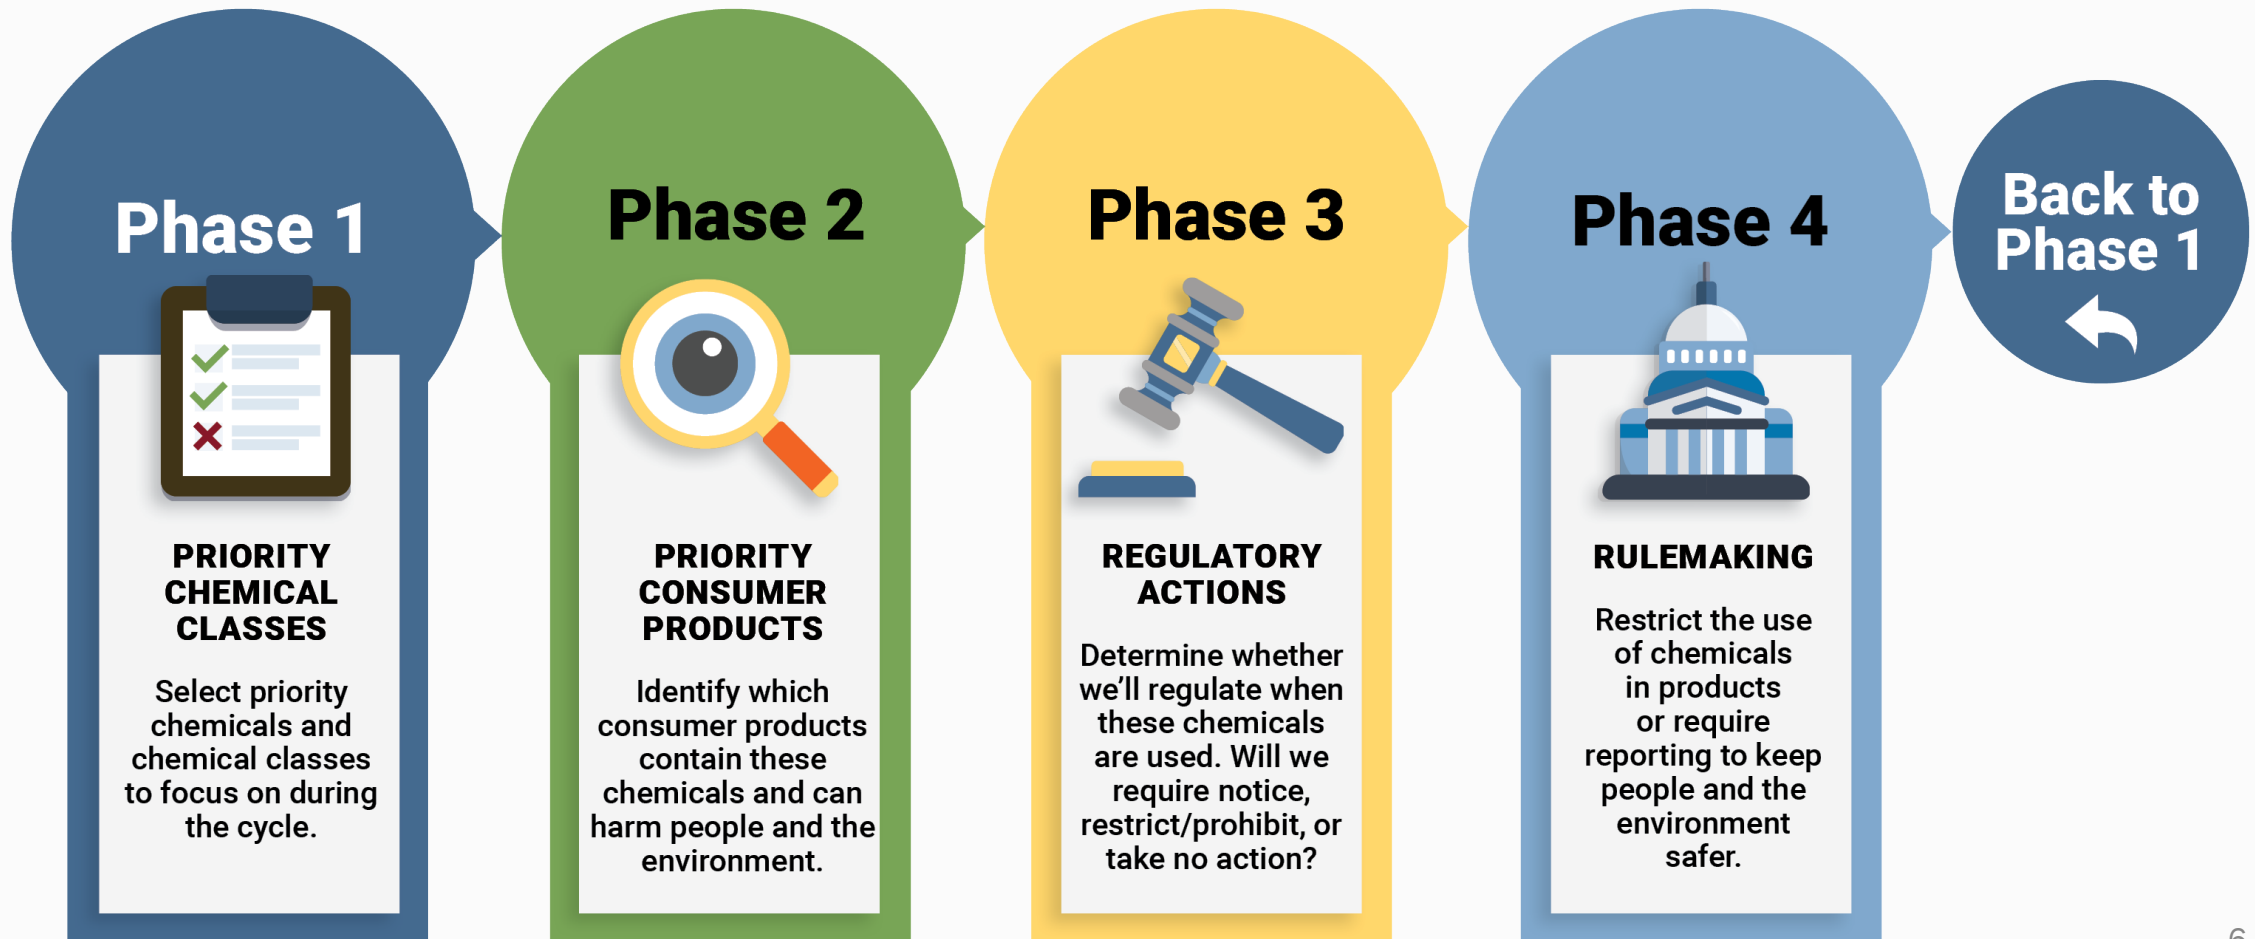 Phase 1
PRIORITY
CHEMICAL
CLASSES
Select priority
chemicals and
chemical classes
to focus on during
the cycle.
Phase 2
PRIORITY
CONSUMER
PRODUCTS
Identify which
consumer products
contain these
chemicals and can
harm people and the
environment.
Phase 3
REGULATORY
ACTIONS
Determine whether
we’ll regulate when
these chemicals
are used. Will we
require notice,
restrict/prohibit, or
take no action?
Phase 4
RULEMAKING
Restrict the use
of chemicals
in products
or require
reporting to keep
people and the
environment
safer.
Back to
Phase 1